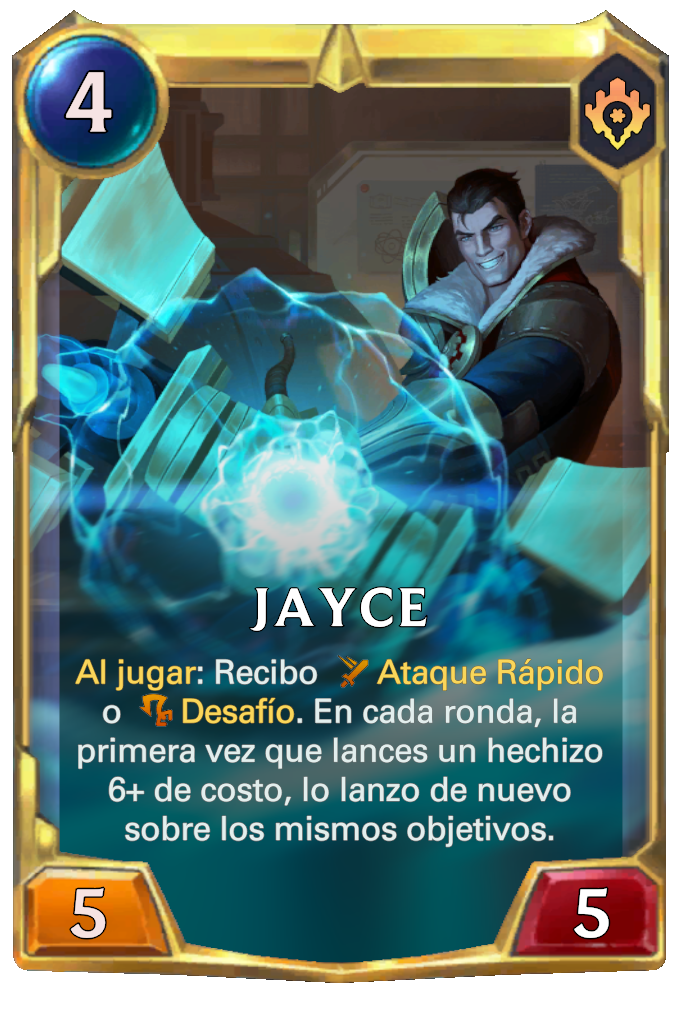 4
JAYCE
Al jugar: Recibo Ataque Rápido
o Desafío. En cada ronda, la
primera vez que lances un hechizo
6+ de costo, lo lanzo de nuevo
sobre los mismos objetivos.
5
5